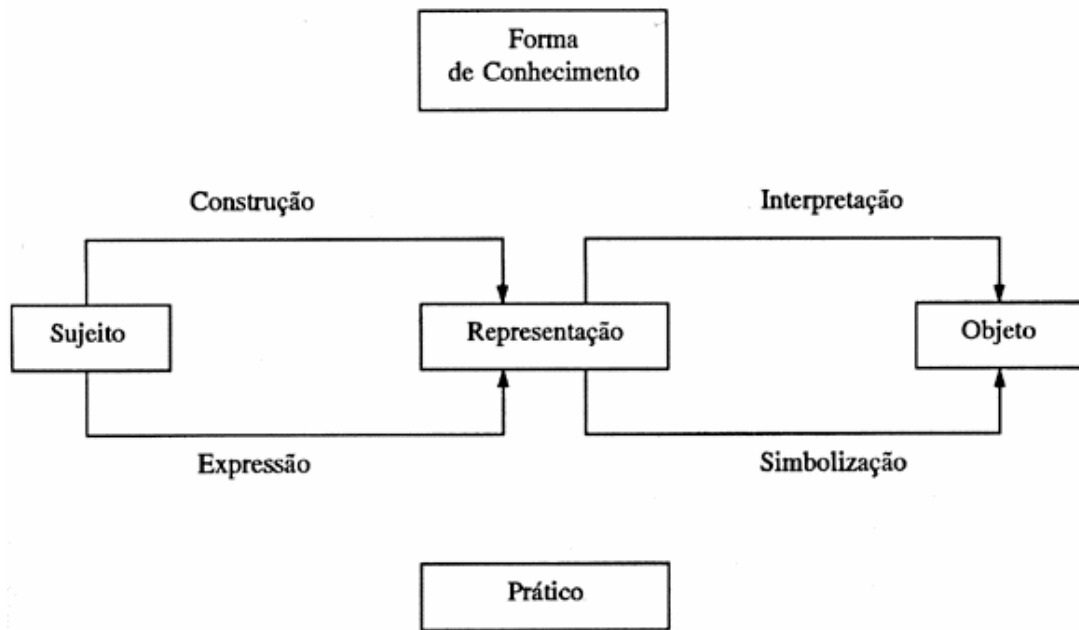 Forma
de Conhecimento
Construção
Interpretação
Sujeito
Representação
Objeto
Expressão
Simbolização
Prático